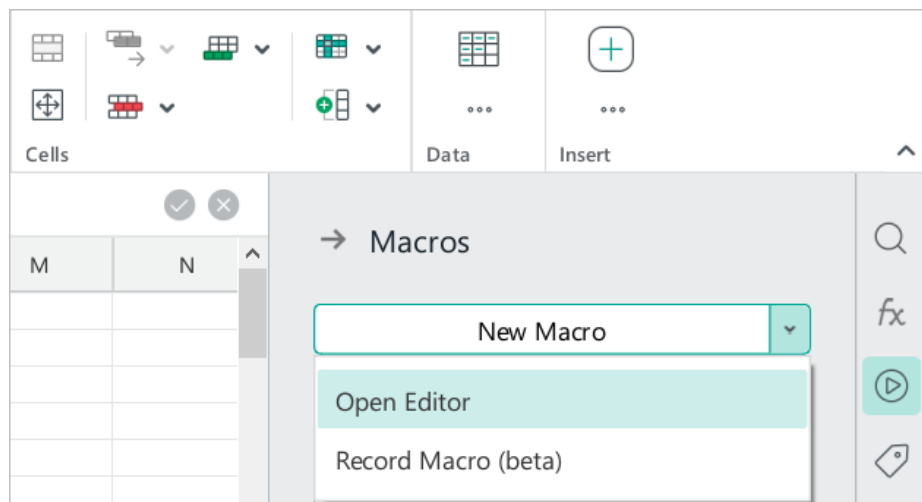 Cells
Data
Insert
M
N
Macros
New Macro
Open Editor
Record Macro (beta)
fx